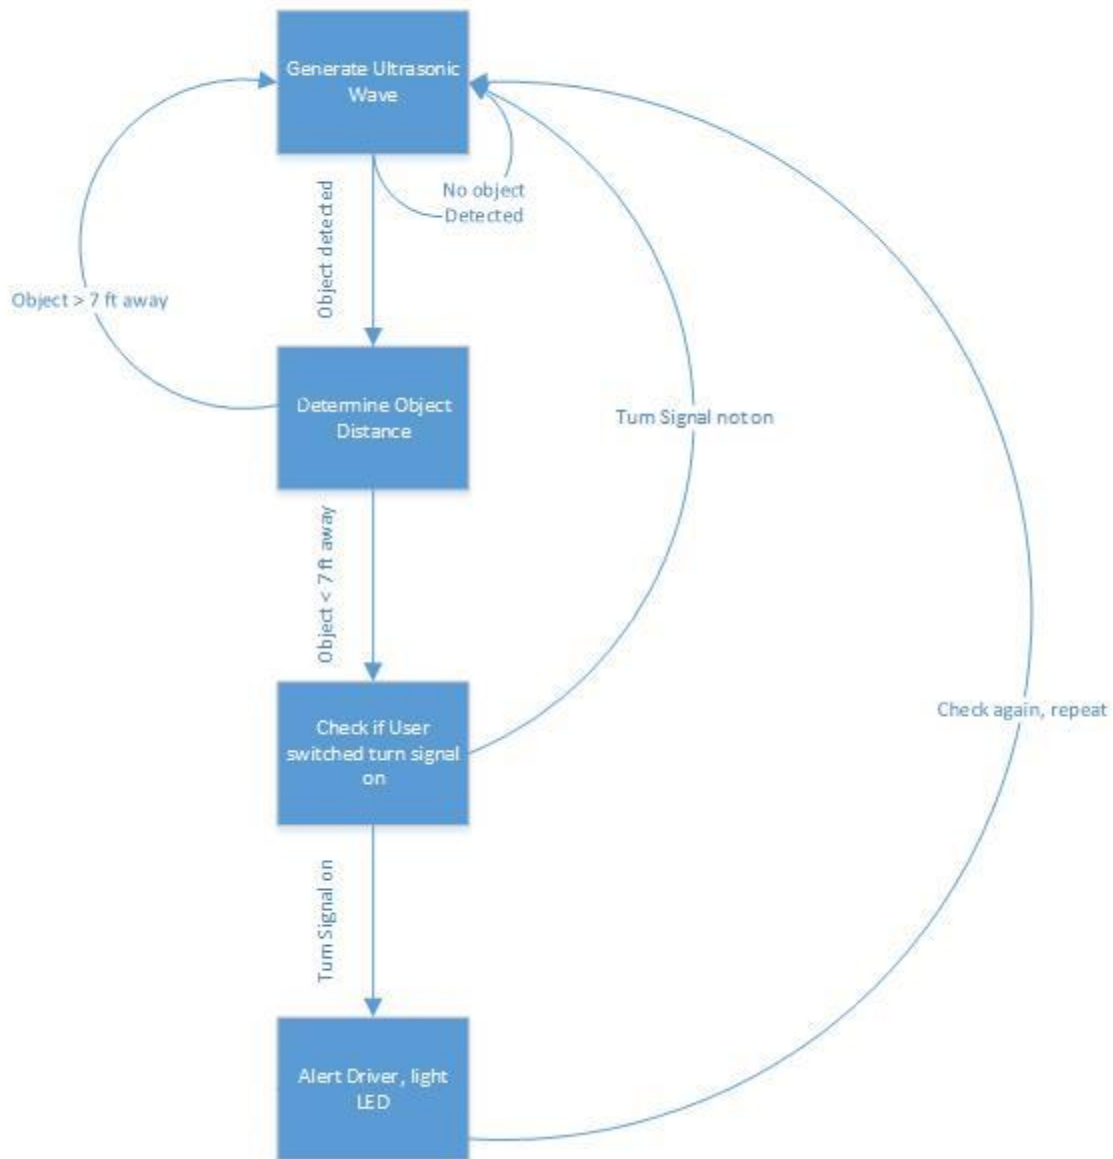 Generate Ultrasonic
Wave
No object
Detected
Object detected
Object > 7 ft away
Determine Object
Distance
Turn Signal not on
Object < 7 ft away
Check if User
switched turn signal
on
Check again, repeat
Turn Signal on
Alert Driver, light
LED